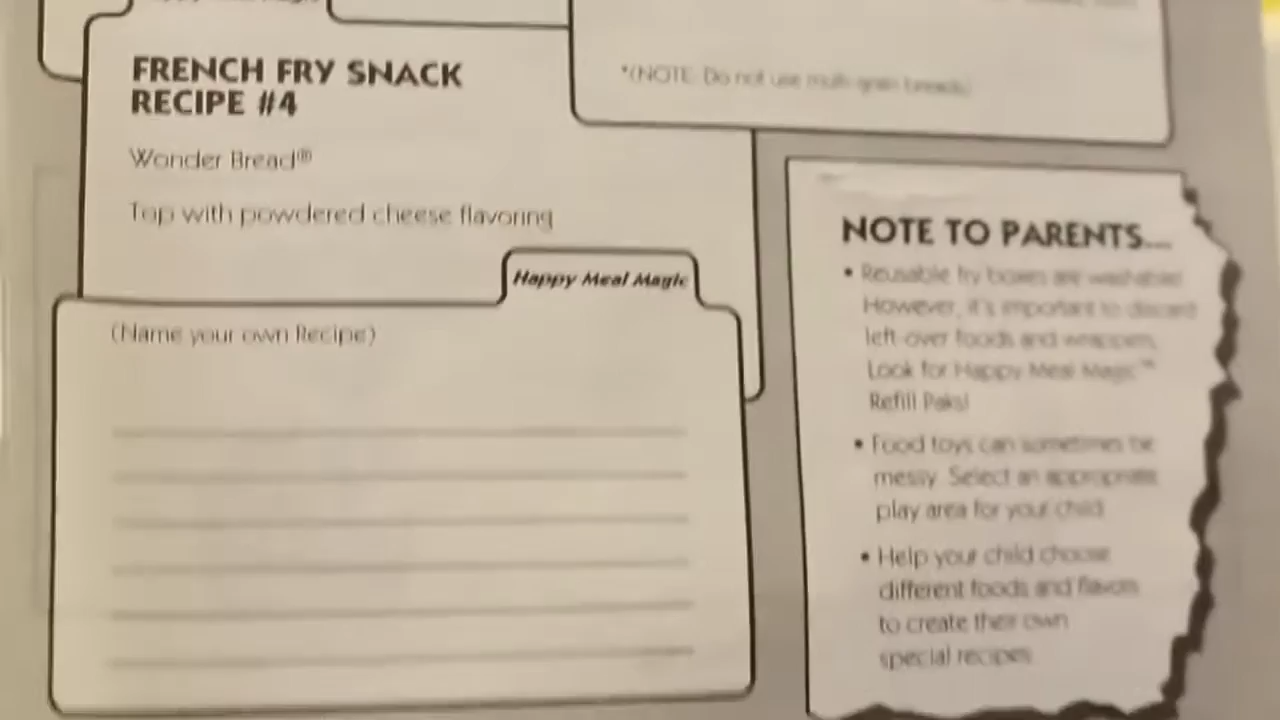 *(NOTE: Do not use multi-grain breads)
FRENCH FRY SNACK
RECIPE #4
Wonder Bread®
Top with powdered cheese flavoring
Happy Meal Magic
(Name your own Recipe)
NOTE TO PARENTS....
• Reusable fry boxes are washable!
However, it's important to discard
left-over foods and wrappers.
Look for Happy Meal Magic™
Refill Paks!
• Food toys can sometimes be
messy. Select an appropriate
play area for your child.
• Help your child choose
different foods and flavors
to create their own
special recipes.